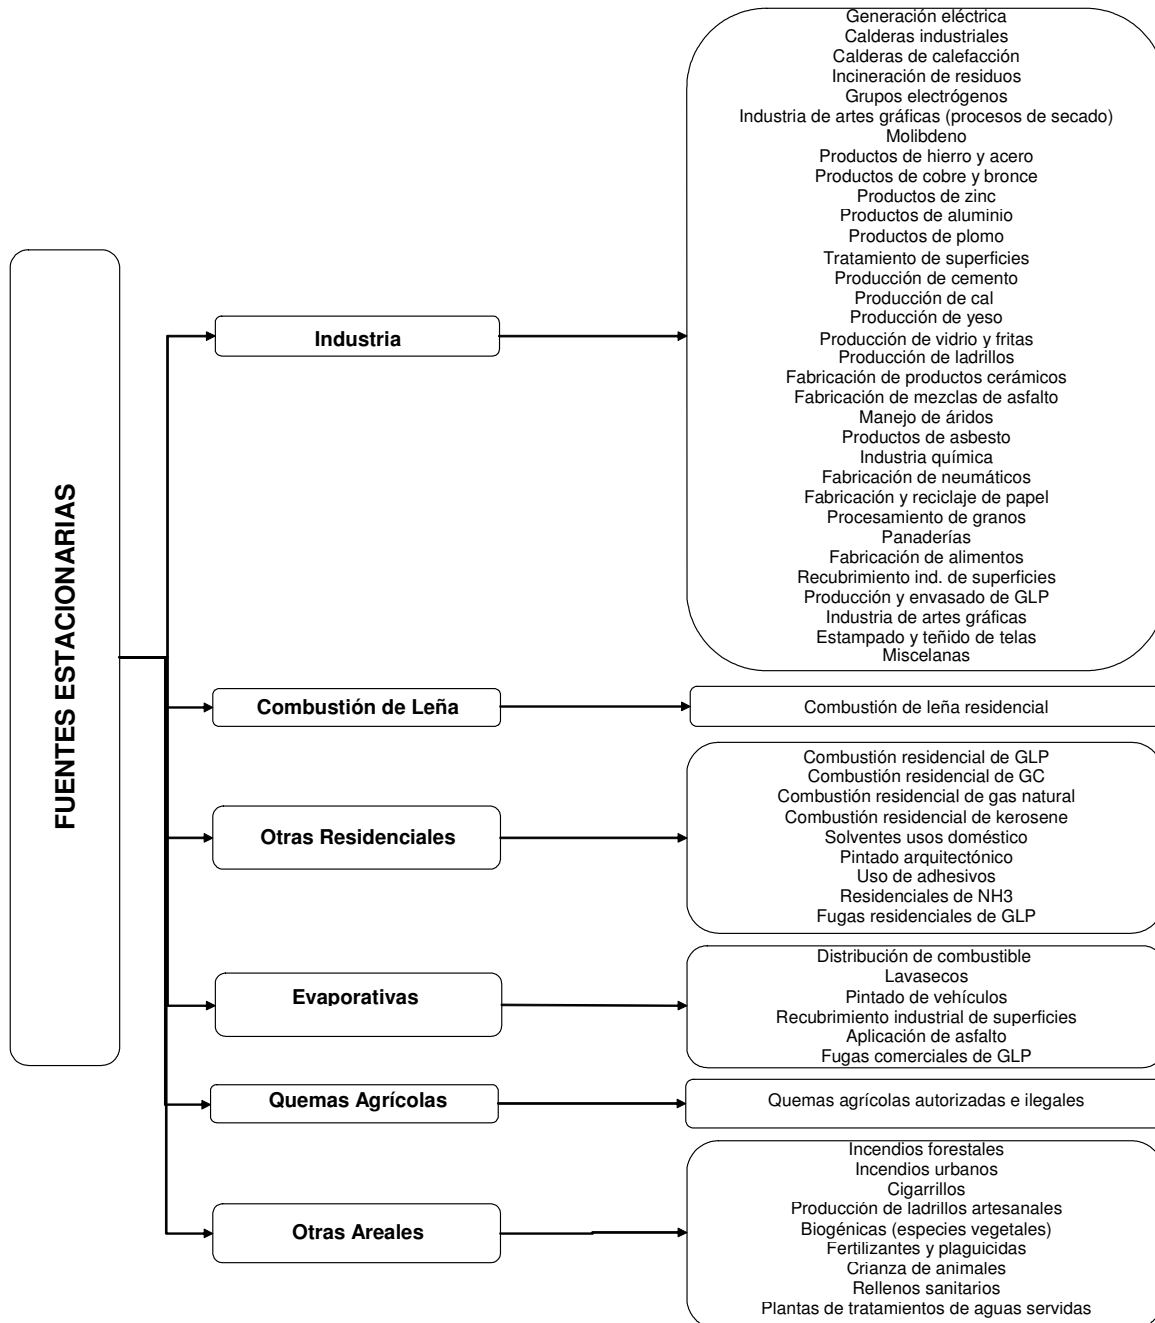 FUENTES ESTACIONARIAS
Industria
Generación eléctrica
Calderas industriales
Calderas de calefacción
Incineración de residuos
Grupos electrógenos
Industria de artes gráficas (procesos de secado)
Molibdeno
Productos de hierro y acero
Productos de cobre y bronce
Productos de zinc
Productos de aluminio
Productos de plomo
Tratamiento de superficies
Producción de cemento
Producción de cal
Producción de yeso
Producción de vidrio y fritas
Producción de ladrillos
Fabricación de productos cerámicos
Fabricación de mezclas de asfalto
Manejo de áridos
Productos de asbesto
Industria química
Fabricación de neumáticos
Fabricación y reciclaje de papel
Procesamiento de granos
Panaderías
Fabricación de alimentos
Recubrimiento ind. de superficies
Producción y envasado de GLP
Industria de artes gráficas
Estampado y teñido de telas
Miscelanas
Combustión de Leña
Combustión de leña residencial
Otras Residenciales
Combustión residencial de GLP
Combustión residencial de GC
Combustión residencial de gas natural
Combustión residencial de kerosene
Solventes usos doméstico
Pintado arquitectónico
Uso de adhesivos
Residenciales de NH3
Fugas residenciales de GLP
Evaporativas
Distribución de combustible
Lavasecos
Pintado de vehículos
Recubrimiento industrial de superficies
Aplicación de asfalto
Fugas comerciales de GLP
Quemas Agrícolas
Quemas agrícolas autorizadas e ilegales
Otras Areales
Incendios forestales
Incendios urbanos
Cigarrillos
Producción de ladrillos artesanales
Biogénicas (especies vegetales)
Fertilizantes y plaguicidas
Crianza de animales
Rellenos sanitarios
Plantas de tratamientos de aguas servidas